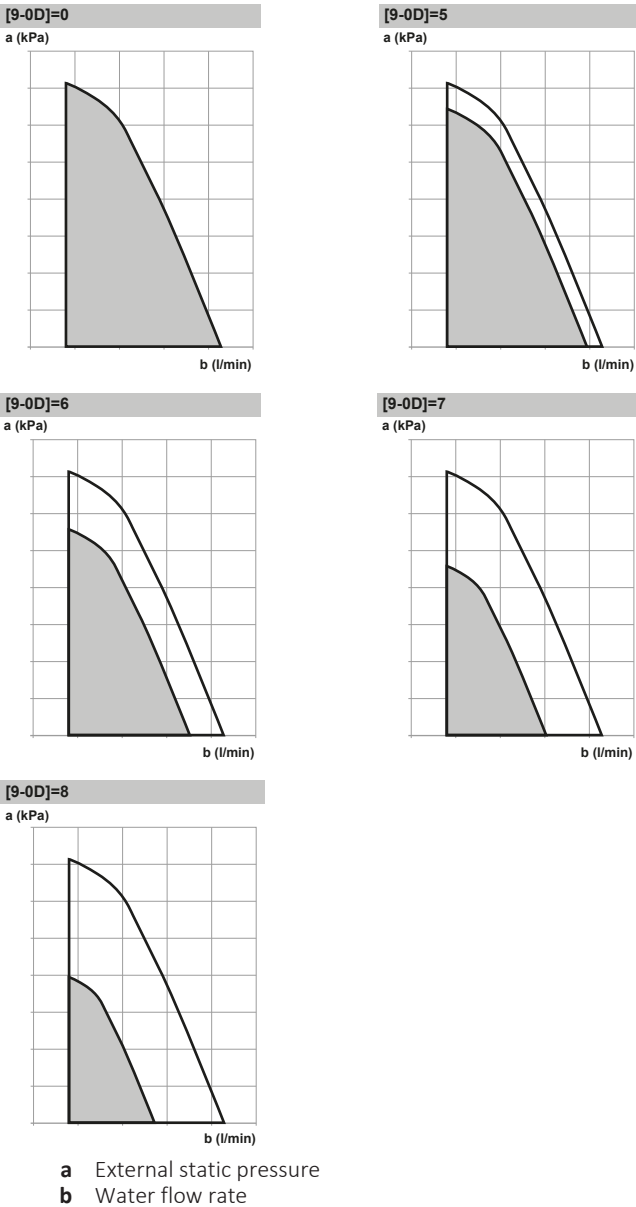 [9-0D]=0
a (kPa)
b (l/min)
[9-0D]=5
a (kPa)
b (l/min)
[9-0D]=6
a (kPa)
b (l/min)
[9-0D]=7
a (kPa)
b (l/min)
[9-0D]=8
a (kPa)
b (l/min)
a External static pressure
b Water flow rate